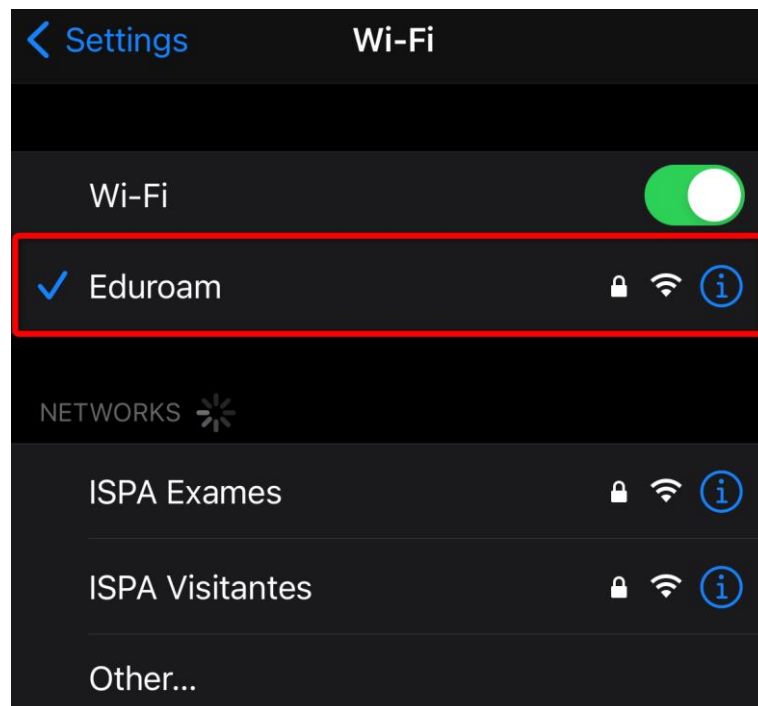 Settings Wi-Fi
Wi-Fi
Eduroam
NETWORKS
ISPA Exames
ISPA Visitantes
Other...